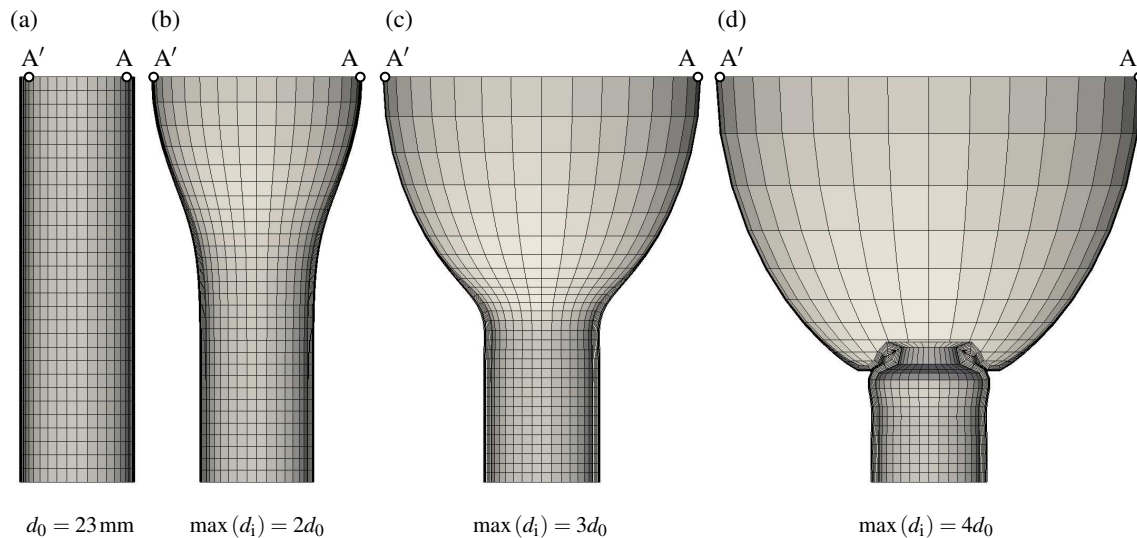 (a) (b) (c) (d)
A′ A A′ A A′ A A′ A
d₀ = 23 mm max (dᵢ) = 2d₀ max (dᵢ) = 3d₀ max (dᵢ) = 4d₀